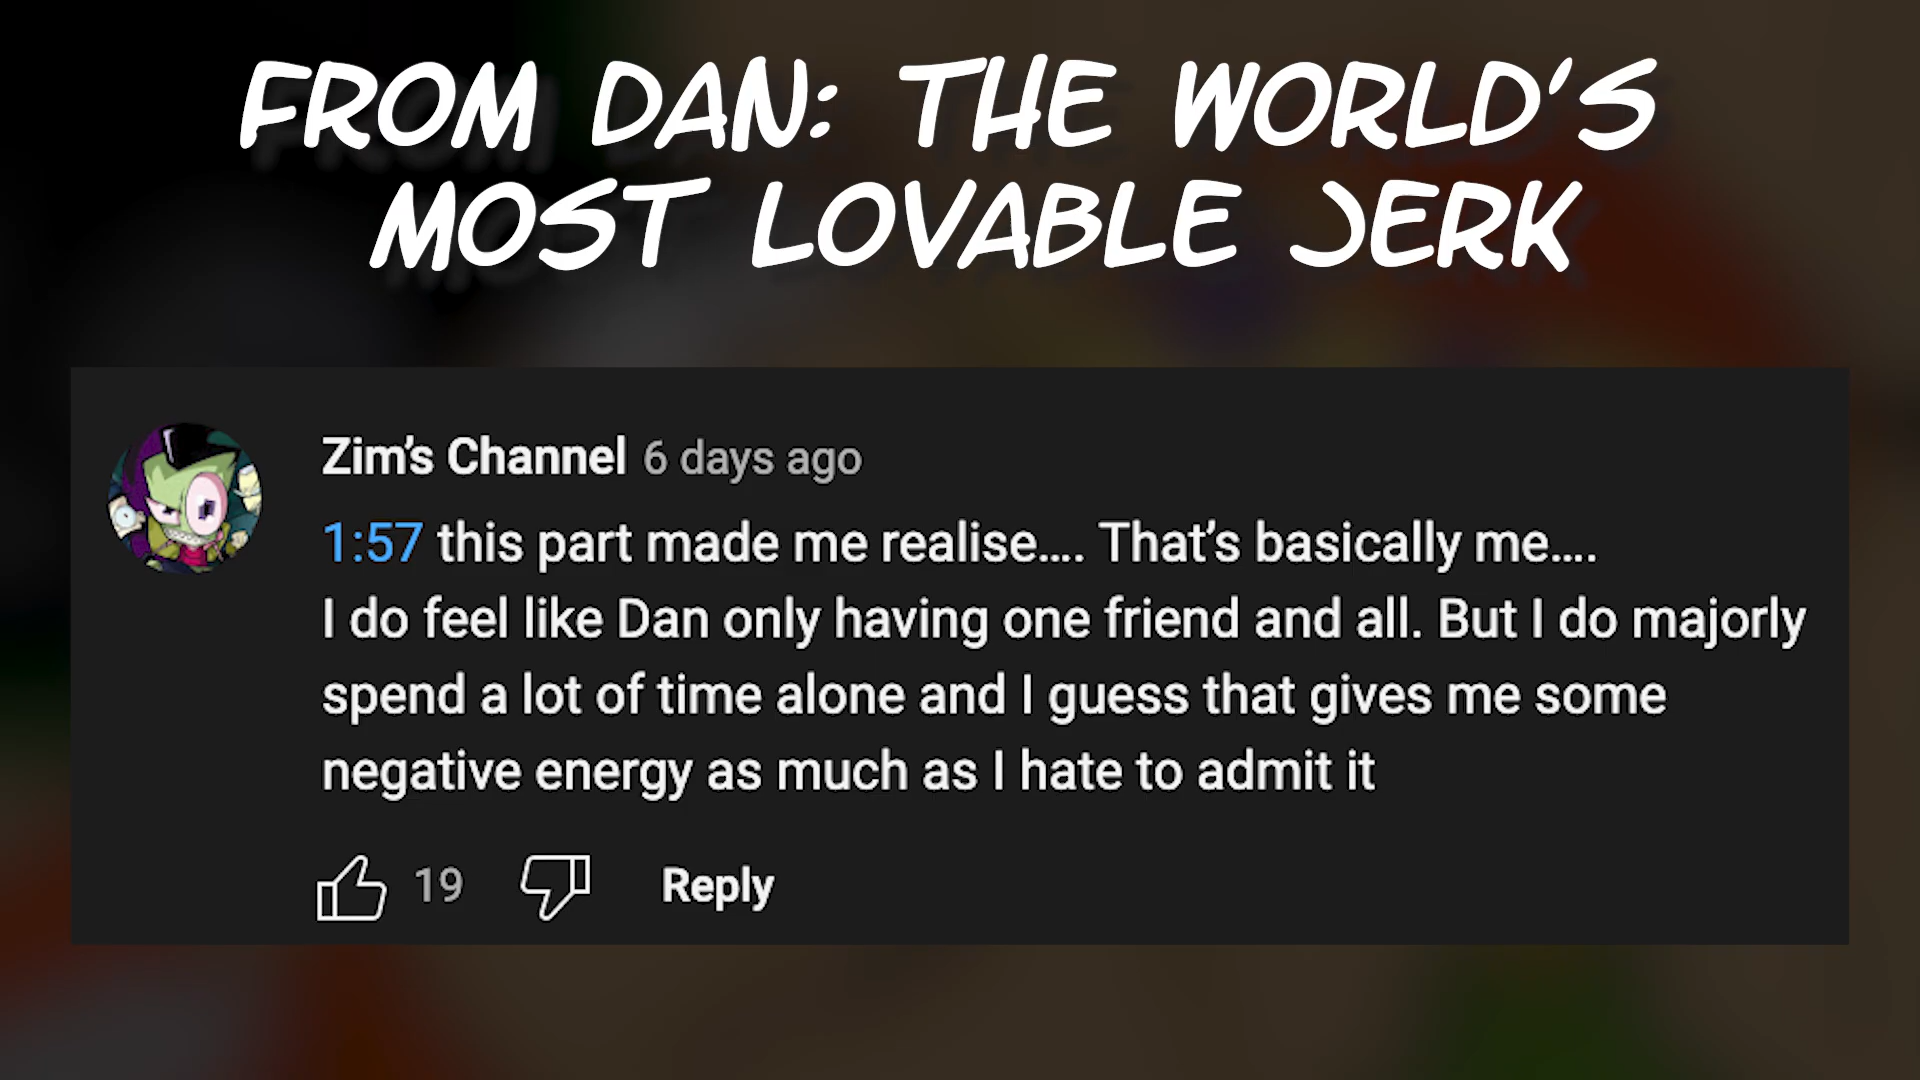 FROM DAN: THE WORLD'S
MOST LOVABLE JERK
Zim's Channel 6 days ago
1:57 this part made me realise.... That's basically me....
I do feel like Dan only having one friend and all. But I do majorly
spend a lot of time alone and I guess that gives me some
negative energy as much as I hate to admit it
19 Reply